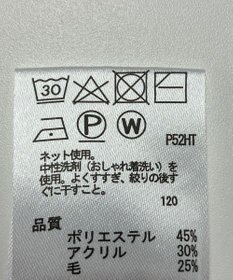 30
P W P52HT
ネット使用。
中性洗剤（おしゃれ着洗い）を使
用。よくすすぎ、絞りの後す
ぐに干すこと。
120
品質
ポリエステル 45%
アクリル 30%
毛 25%